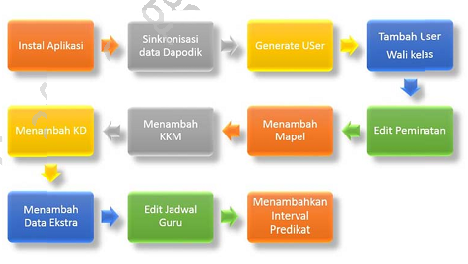 Instal Aplikasi
Sinkronisasi
data Dapodik
Generate USer
Tambah User
Wali kelas
Edit Peminatan
Menambah
Mapel
Menambah
KKM
Menambah KD
Menambah
Data Ekstra
Edit Jadwal
Guru
Menambahkan
Interval
Predikat